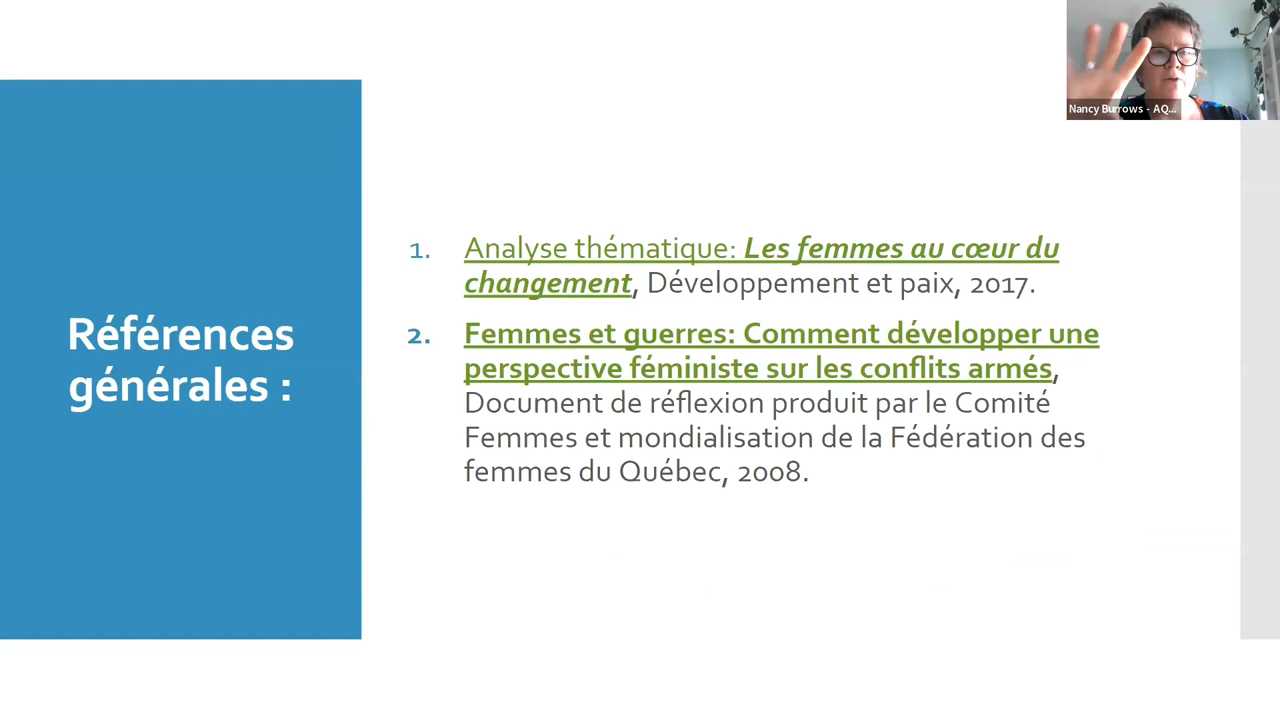 Nancy Burrows - AQ...
Références
générales :
1. Analyse thématique: Les femmes au cœur du
changement, Développement et paix, 2017.
2. Femmes et guerres: Comment développer une
perspective féministe sur les conflits armés,
Document de réflexion produit par le Comité
Femmes et mondialisation de la Fédération des
femmes du Québec, 2008.